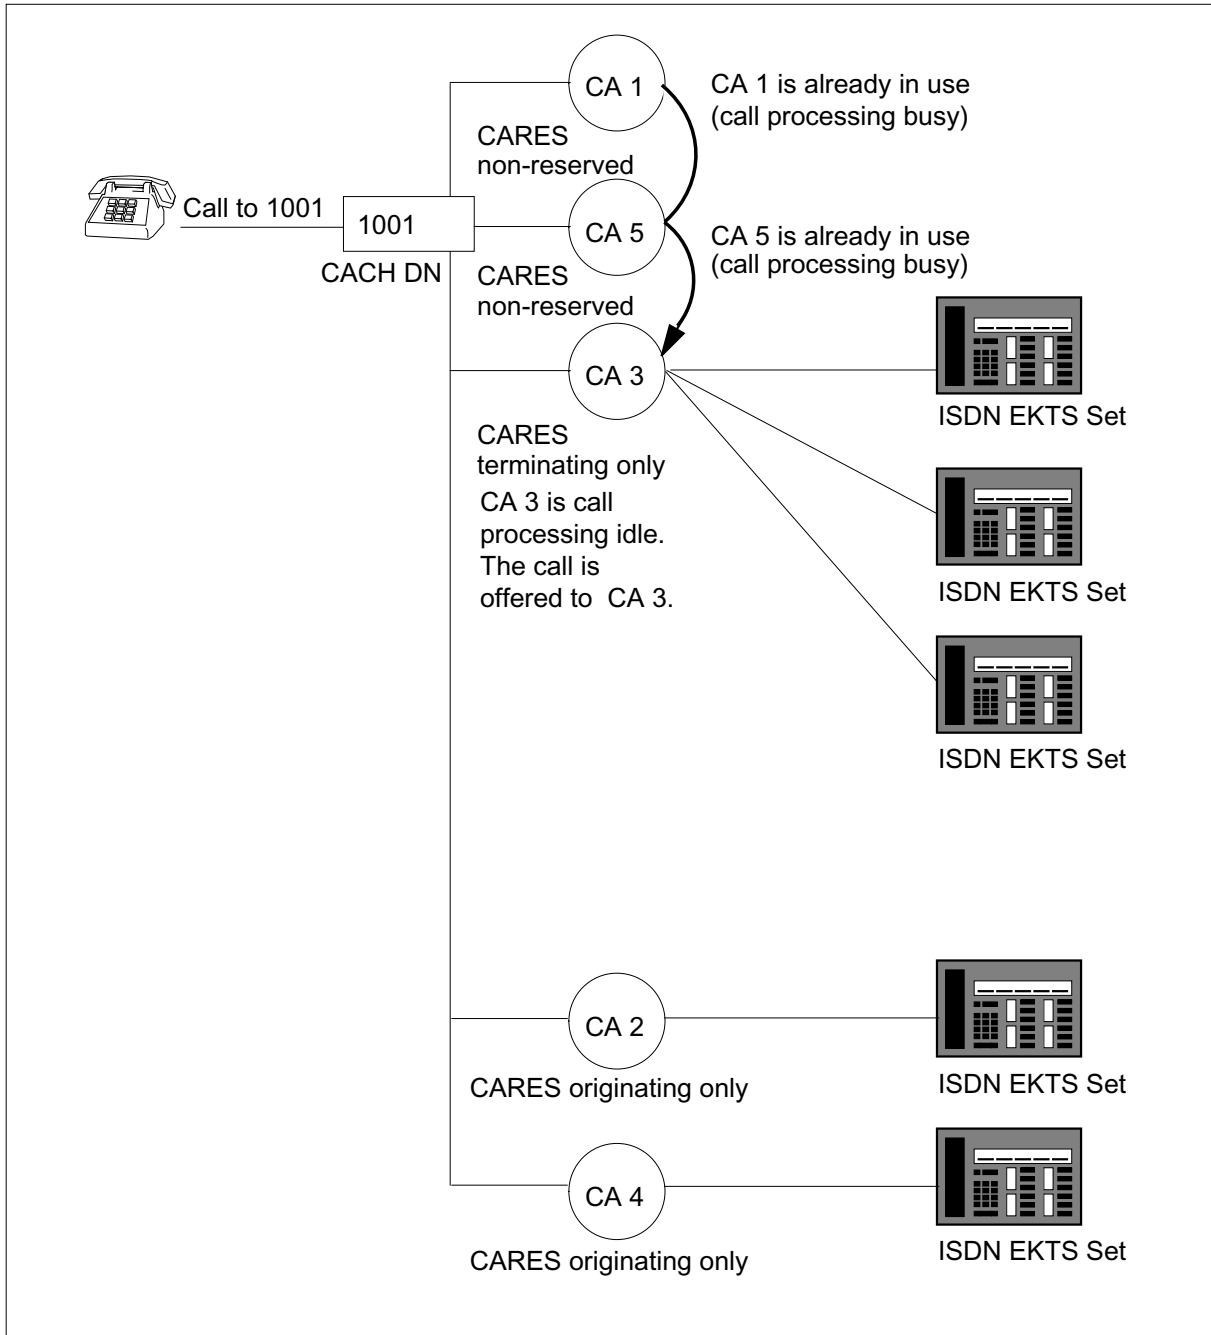 CA 1
CA 1 is already in use
(call processing busy)
CARES
non-reserved
Call to 1001
1001
CACH DN
CA 5
CA 5 is already in use
(call processing busy)
CARES
non-reserved
CA 3
ISDN EKTS Set
CARES
terminating only
CA 3 is call
processing idle.
The call is
offered to CA 3.
ISDN EKTS Set
ISDN EKTS Set
CA 2
CARES originating only
ISDN EKTS Set
CA 4
CARES originating only
ISDN EKTS Set